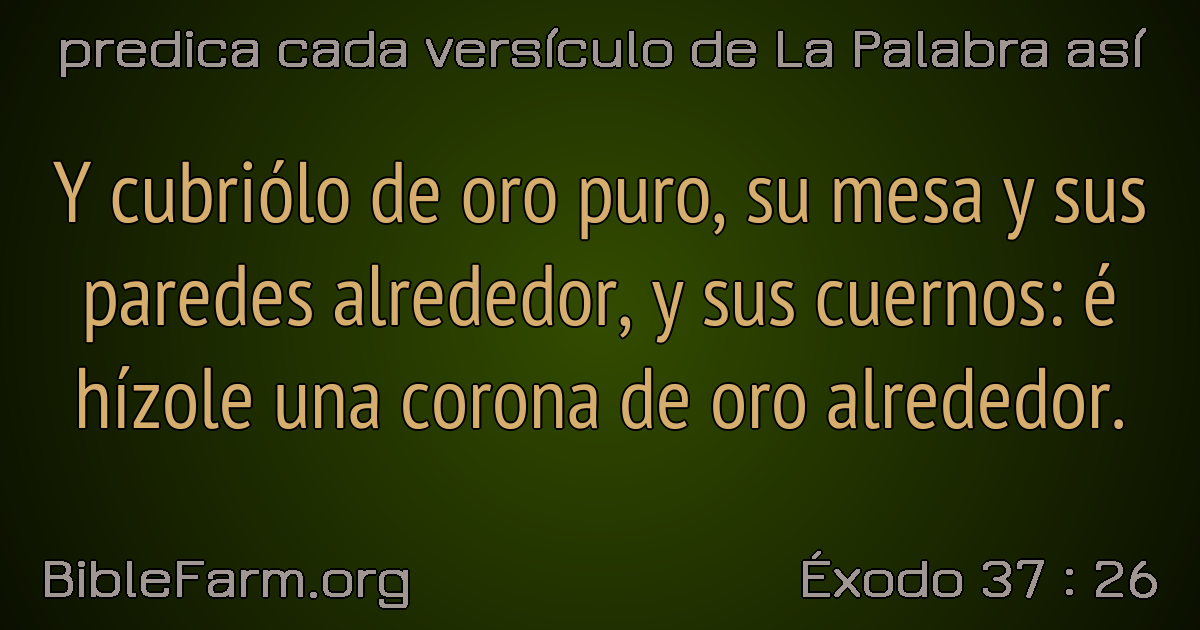 predica cada versículo de La Palabra así
Y cubriólo de oro puro, su mesa y sus
paredes alrededor, y sus cuernos: é
hízole una corona de oro alrededor.
BibleFarm.org
Éxodo 37 : 26